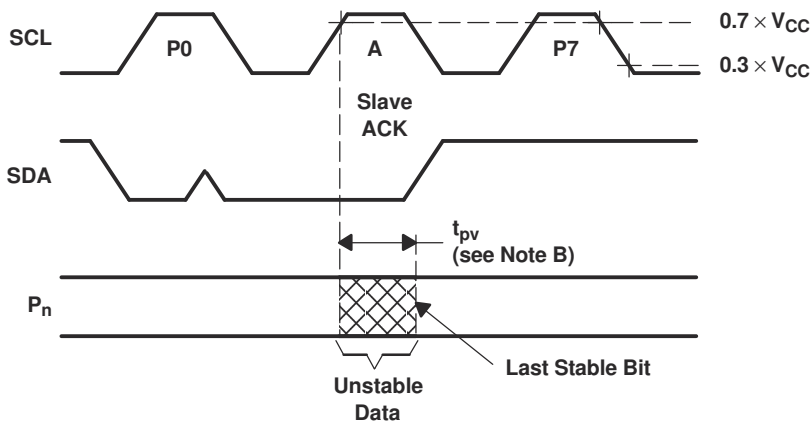 SCL
P0
A
P7
0.7 × VCC
0.3 × VCC
Slave
ACK
SDA
tpv
(see Note B)
Pn
Last Stable Bit
Unstable
Data